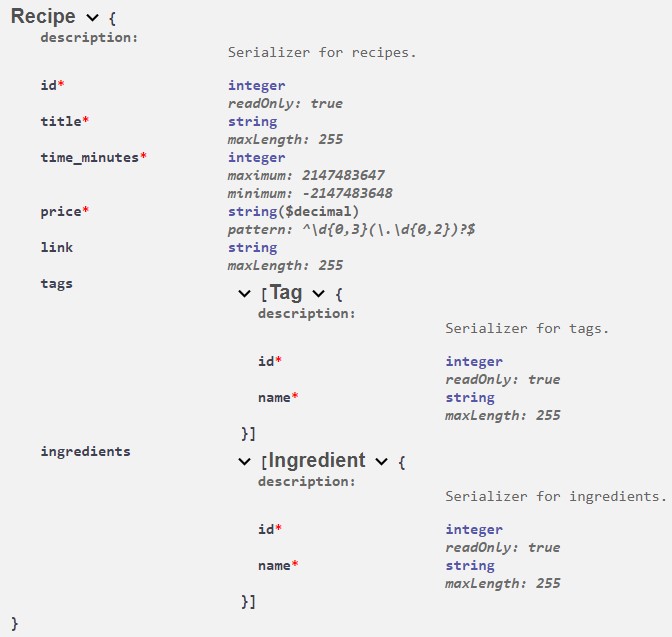 Recipe {
description:
Serializer for recipes.
id* integer
readOnly: true
title* string
maxLength: 255
time_minutes* integer
maximum: 2147483647
minimum: -2147483648
price* string($decimal)
pattern: ^\d{0,3}(\.\d{0,2})?$
link string
maxLength: 255
tags [Tag {
description:
Serializer for tags.
id* integer
readOnly: true
name* string
maxLength: 255
}]
ingredients [Ingredient {
description:
Serializer for ingredients.
id* integer
readOnly: true
name* string
maxLength: 255
}]
}